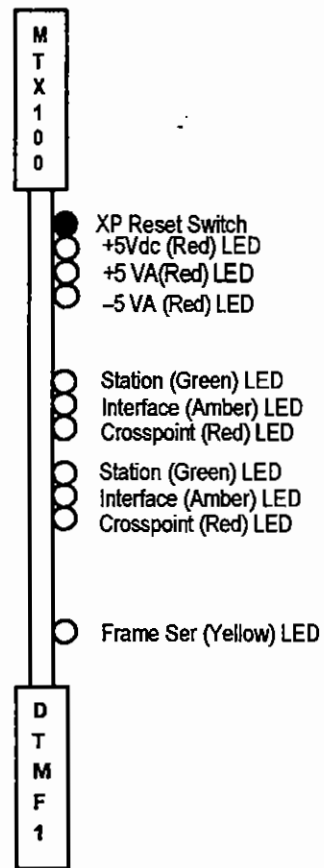 M
T
X
1
0
0
XP Reset Switch
+5Vdc (Red) LED
+5 VA(Red) LED
–5 VA (Red) LED
Station (Green) LED
Interface (Amber) LED
Crosspoint (Red) LED
Station (Green) LED
Interface (Amber) LED
Crosspoint (Red) LED
Frame Ser (Yellow) LED
D
T
M
F
1